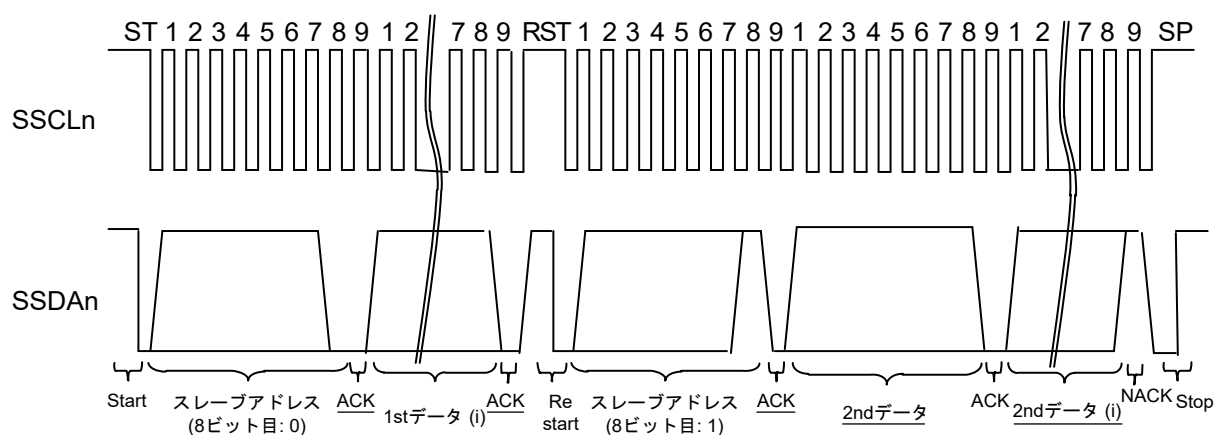 ST 1 2 3 4 5 6 7 8 9 1 2 7 8 9 RST 1 2 3 4 5 6 7 8 9 1 2 3 4 5 6 7 8 9 1 2 7 8 9 SP
SSCLn
SSDAn
Start スレーブアドレス (8ビット目: 0) ACK 1stデータ (i) ACK Re start スレーブアドレス (8ビット目: 1) ACK 2ndデータ ACK 2ndデータ (i) NACK Stop